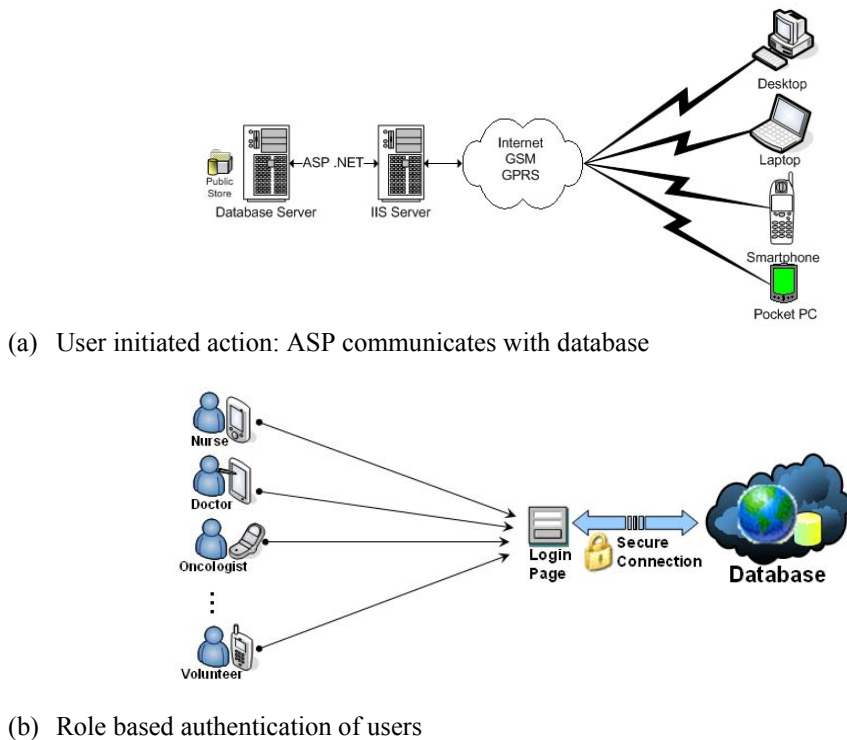 Desktop
Laptop
Smartphone
Pocket PC
Internet
GSM
GPRS
ASP .NET
Public
Store
Database Server
IIS Server
(a) User initiated action: ASP communicates with database
Nurse
Doctor
Oncologist
Volunteer
Login
Page
Secure
Connection
Database
(b) Role based authentication of users